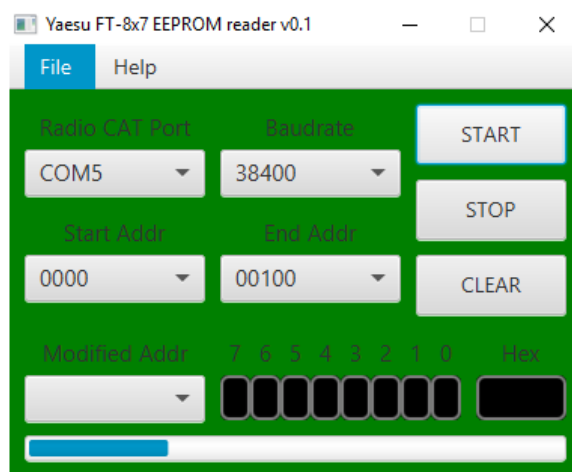 Yaesu FT-8x7 EEPROM reader v0.1
File Help
Radio CAT Port Baudrate START
COM5 38400
STOP
Start Addr End Addr
0000 00100 CLEAR
Modified Addr 7 6 5 4 3 2 1 0 Hex